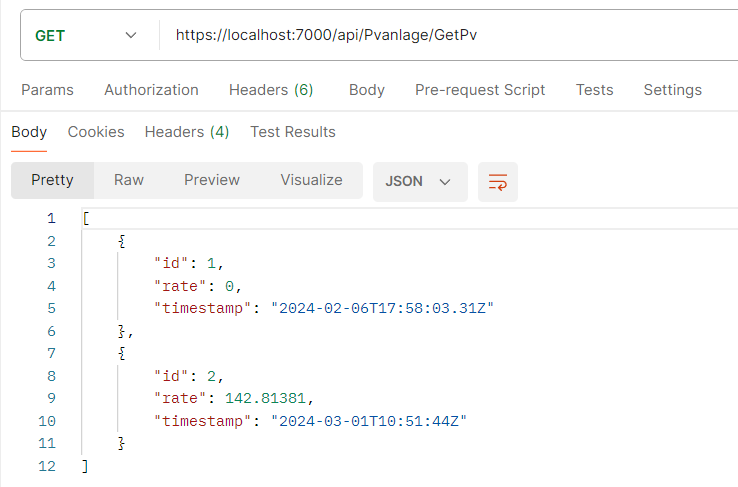 GET https://localhost:7000/api/Pvanlage/GetPv
Params Authorization Headers (6) Body Pre-request Script Tests Settings
Body Cookies Headers (4) Test Results
Pretty Raw Preview Visualize JSON
1 [
2 {
3 "id": 1,
4 "rate": 0,
5 "timestamp": "2024-02-06T17:58:03.31Z"
6 },
7 {
8 "id": 2,
9 "rate": 142.81381,
10 "timestamp": "2024-03-01T10:51:44Z"
11 }
12 ]